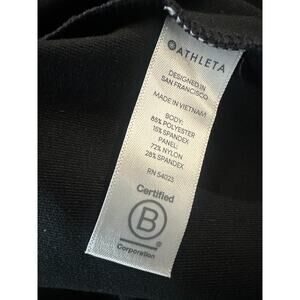 ATHLETA
DESIGNED IN
SAN FRANCISCO
MADE IN VIETNAM
BODY:
85% POLYESTER
15% SPANDEX
PANEL:
72% NYLON
28% SPANDEX
RN 54023
Certified
B
Corporation